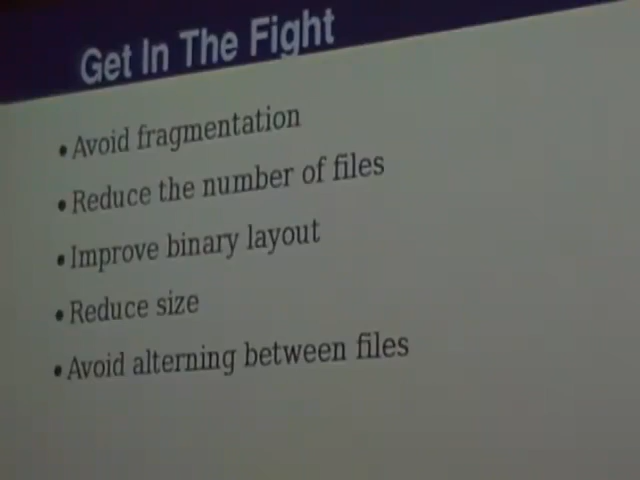 Get In The Fight
• Avoid fragmentation
• Reduce the number of files
• Improve binary layout
• Reduce size
• Avoid alterning between files